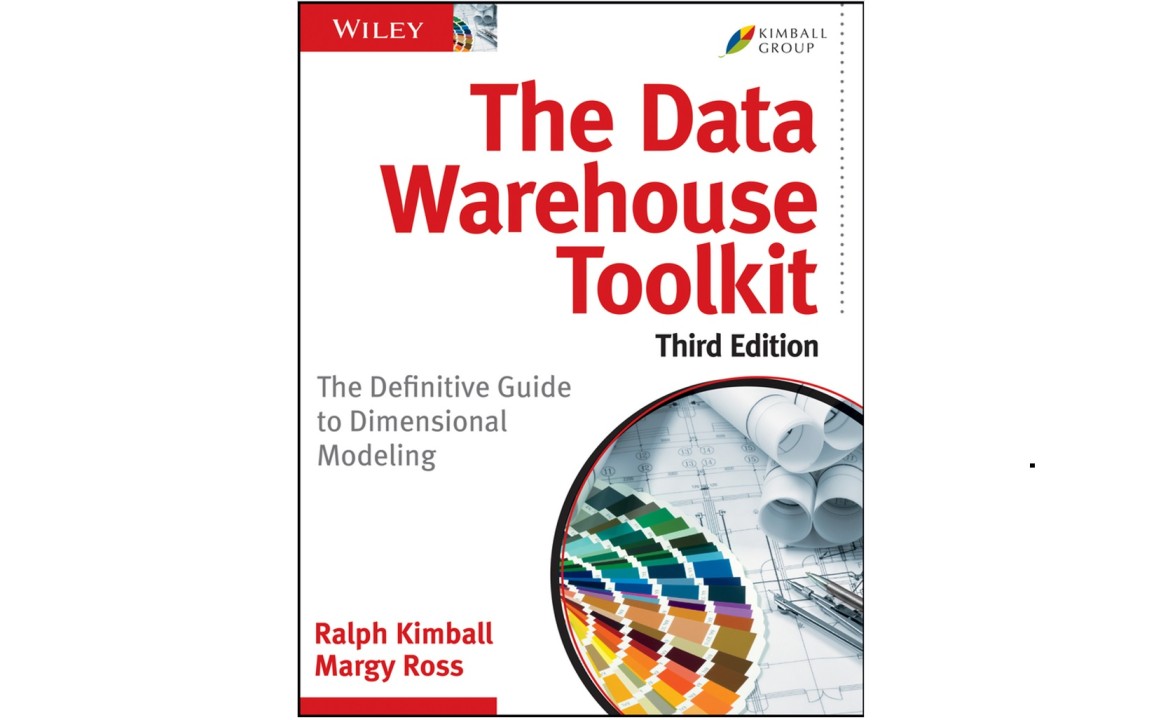 WILEY
KIMBALL
GROUP
The Data
Warehouse
Toolkit
Third Edition
The Definitive Guide
to Dimensional
Modeling
Ralph Kimball
Margy Ross